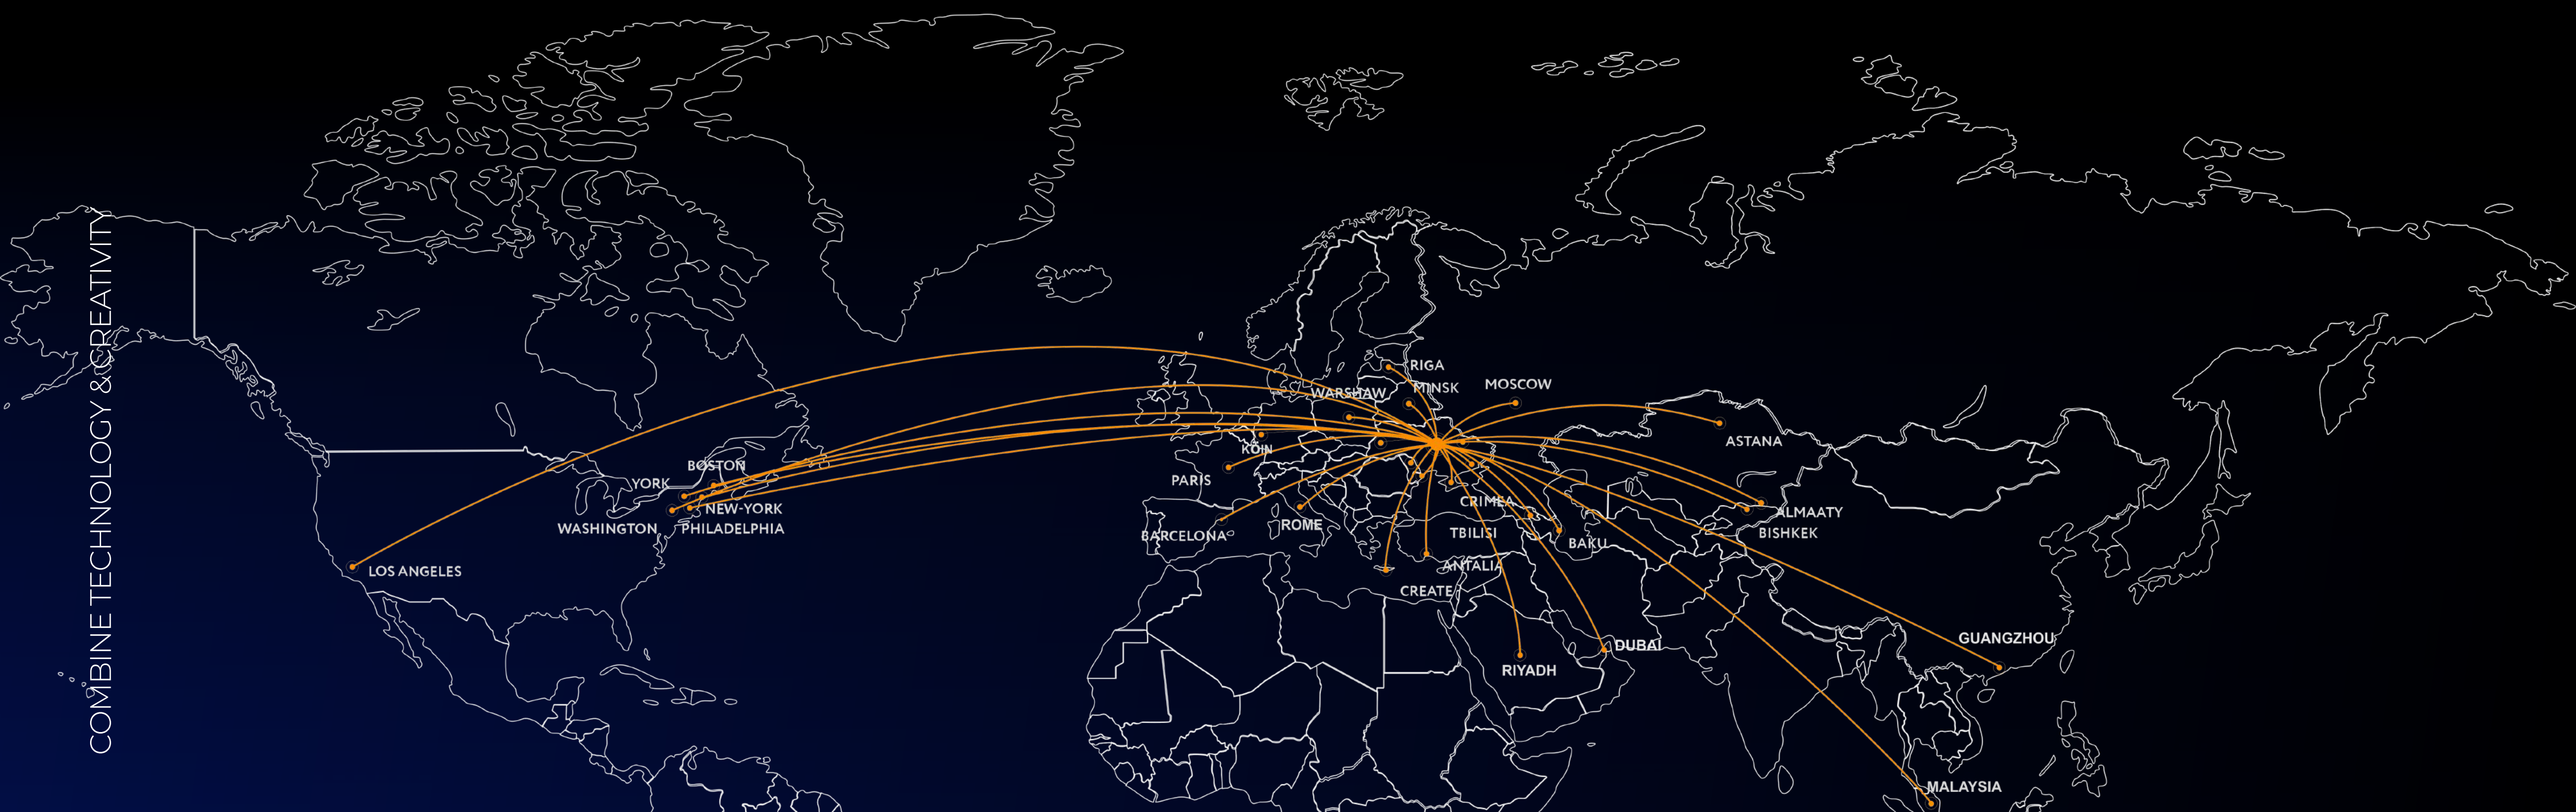 COMBINE TECHNOLOGY & CREATIVITY
RIGA
MINSK
MOSCOW
WARSHAW
ASTANA
KÖIN
BOSTON
PARIS
YORK
CRIMEA
NEW-YORK
ALMAATY
WASHINGTON
PHILADELPHIA
ROME
BARCELONA
TBILISI
BISHKEK
BAKU
ANTALIA
LOS ANGELES
CREATE
GUANGZHOU
DUBAI
RIYADH
MALAYSIA